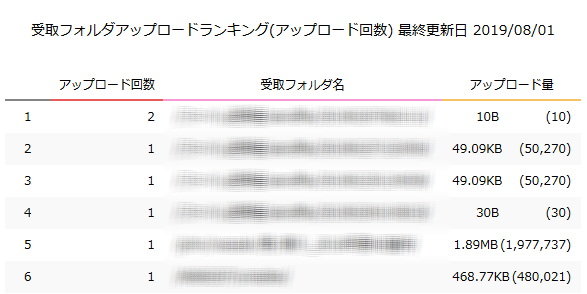 受取フォルダアップロードランキング(アップロード回数) 最終更新日 2019/08/01
アップロード回数 受取フォルダ名 アップロード量
1 2 10B (10)
2 1 49.09KB (50,270)
3 1 49.09KB (50,270)
4 1 30B (30)
5 1 1.89MB (1,977,737)
6 1 468.77KB (480,021)